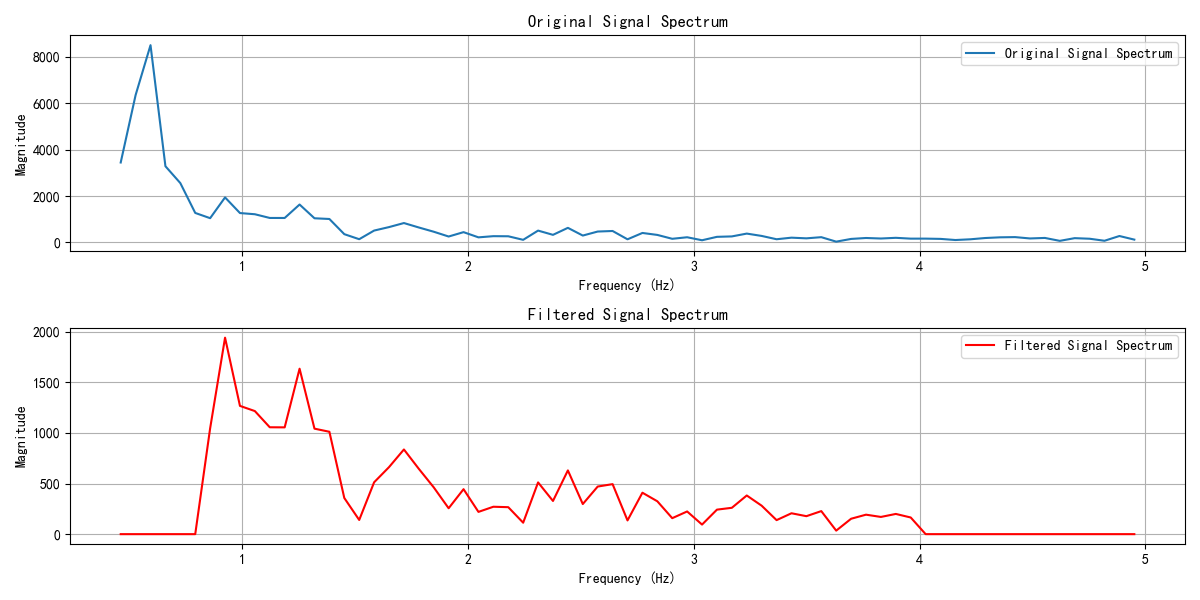 Original Signal Spectrum
Original Signal Spectrum
Magnitude
8000
6000
4000
2000
0
1 2 3 4 5
Frequency (Hz)
Filtered Signal Spectrum
Filtered Signal Spectrum
Magnitude
2000
1500
1000
500
0
1 2 3 4 5
Frequency (Hz)